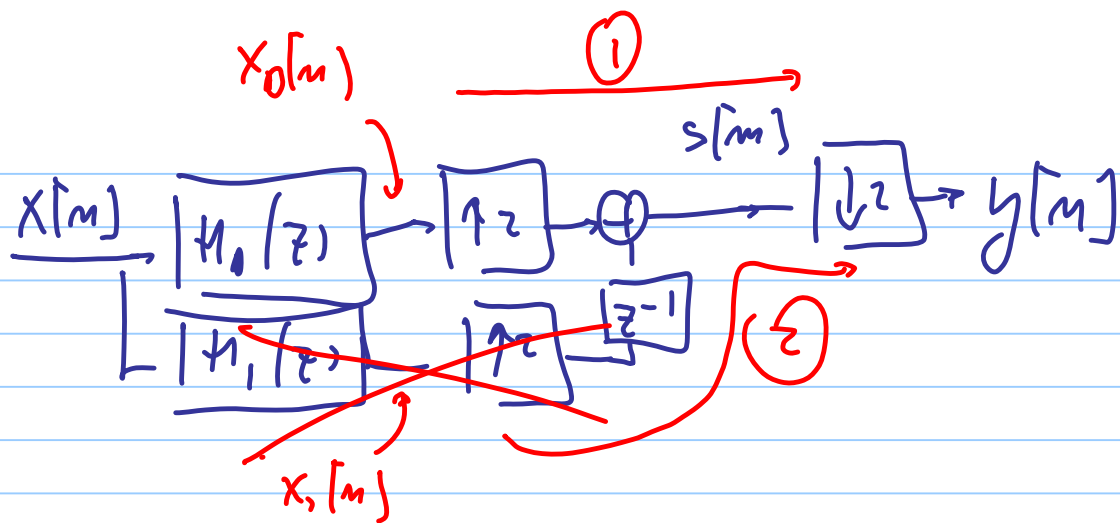 ①
X₀[m]
s[m]
X[m]
H₀(z)
↑2
+
↓2
y[m]
H₁(z)
↑2
z⁻¹
②
X₁[m]